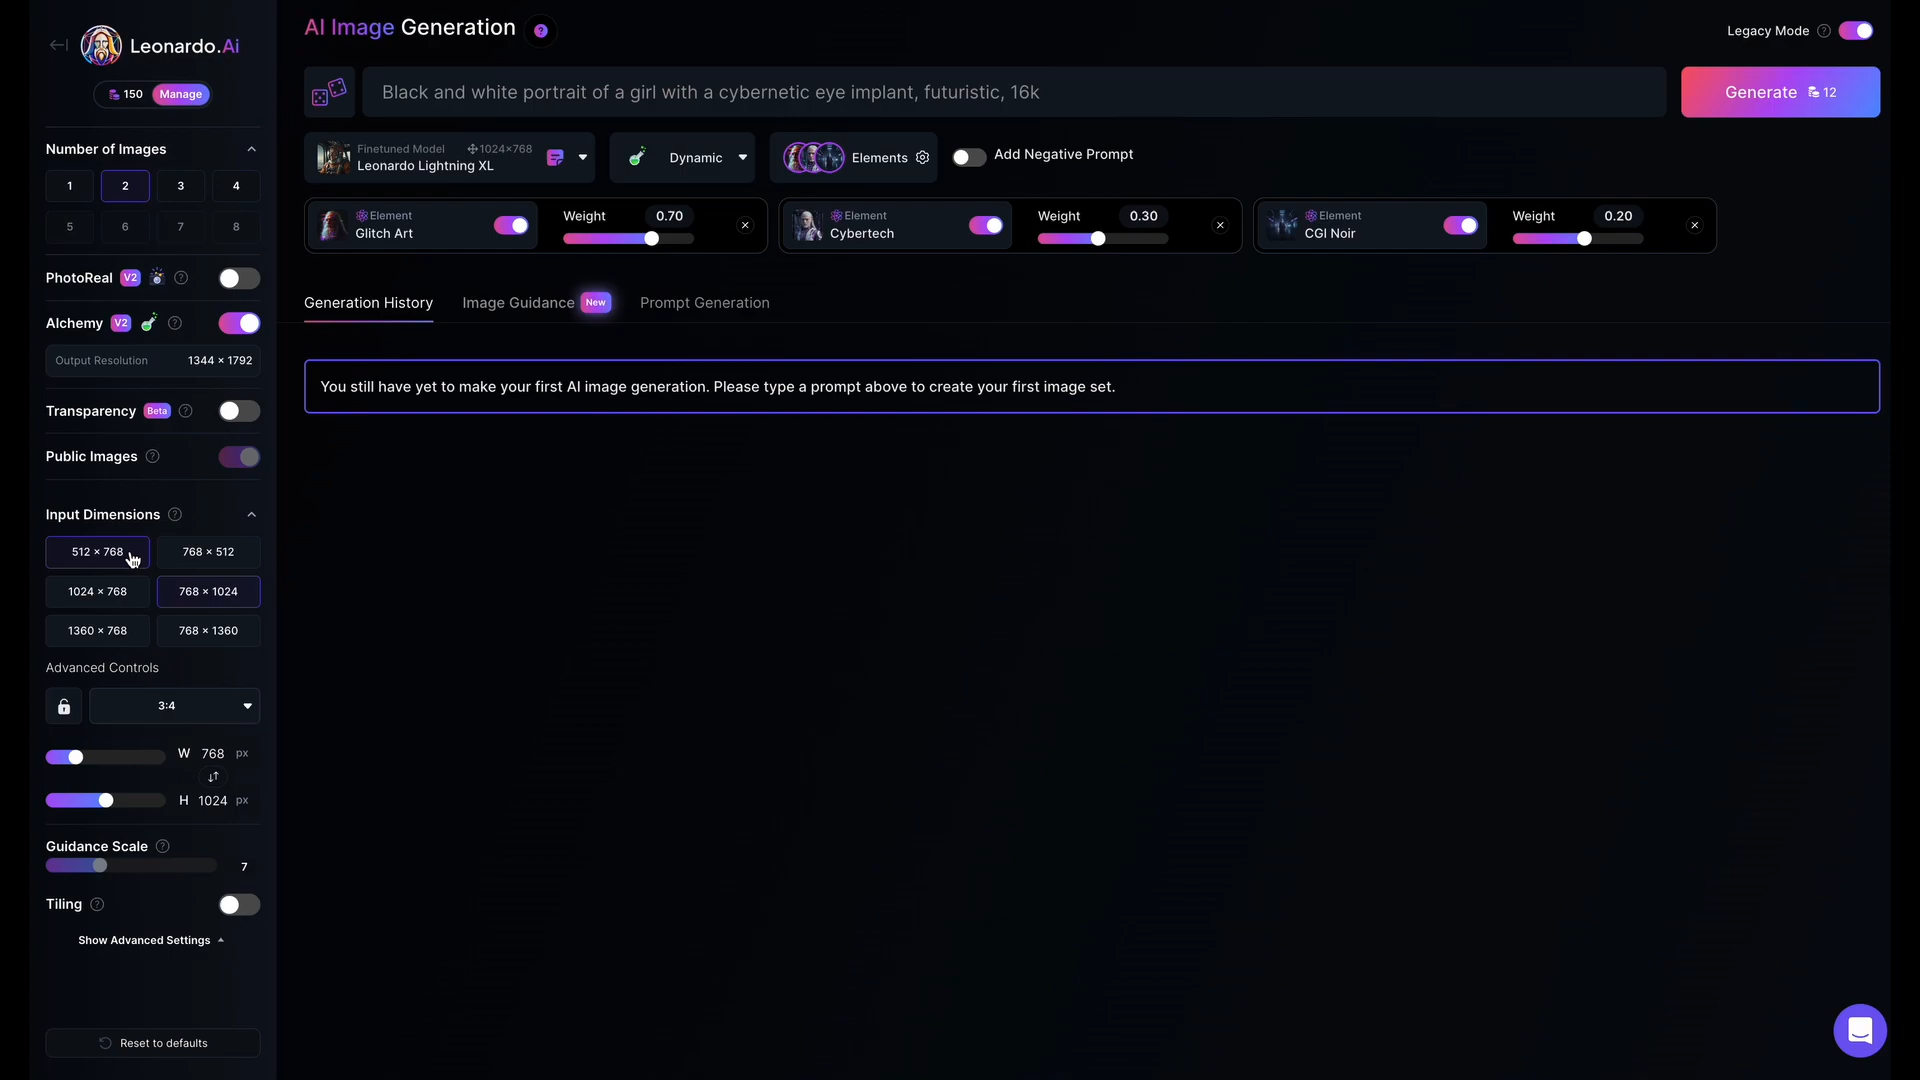 Leonardo.Ai
150 Manage
Number of Images
1 2 3 4
5 6 7 8
PhotoReal V2
Alchemy V2
Output Resolution 1344 × 1792
Transparency Beta
Public Images
Input Dimensions
512 × 768 768 × 512
1024 × 768 768 × 1024
1360 × 768 768 × 1360
Advanced Controls
3:4
W 768 px
H 1024 px
Guidance Scale
7
Tiling
Show Advanced Settings
Reset to defaults
AI Image Generation ?
Legacy Mode ?
Black and white portrait of a girl with a cybernetic eye implant, futuristic, 16k
Generate 12
Finetuned Model 1024×768
Leonardo Lightning XL
Dynamic
Elements
Add Negative Prompt
Element
Glitch Art
Weight 0.70
Element
Cybertech
Weight 0.30
Element
CGI Noir
Weight 0.20
Generation History Image Guidance New Prompt Generation
You still have yet to make your first AI image generation. Please type a prompt above to create your first image set.